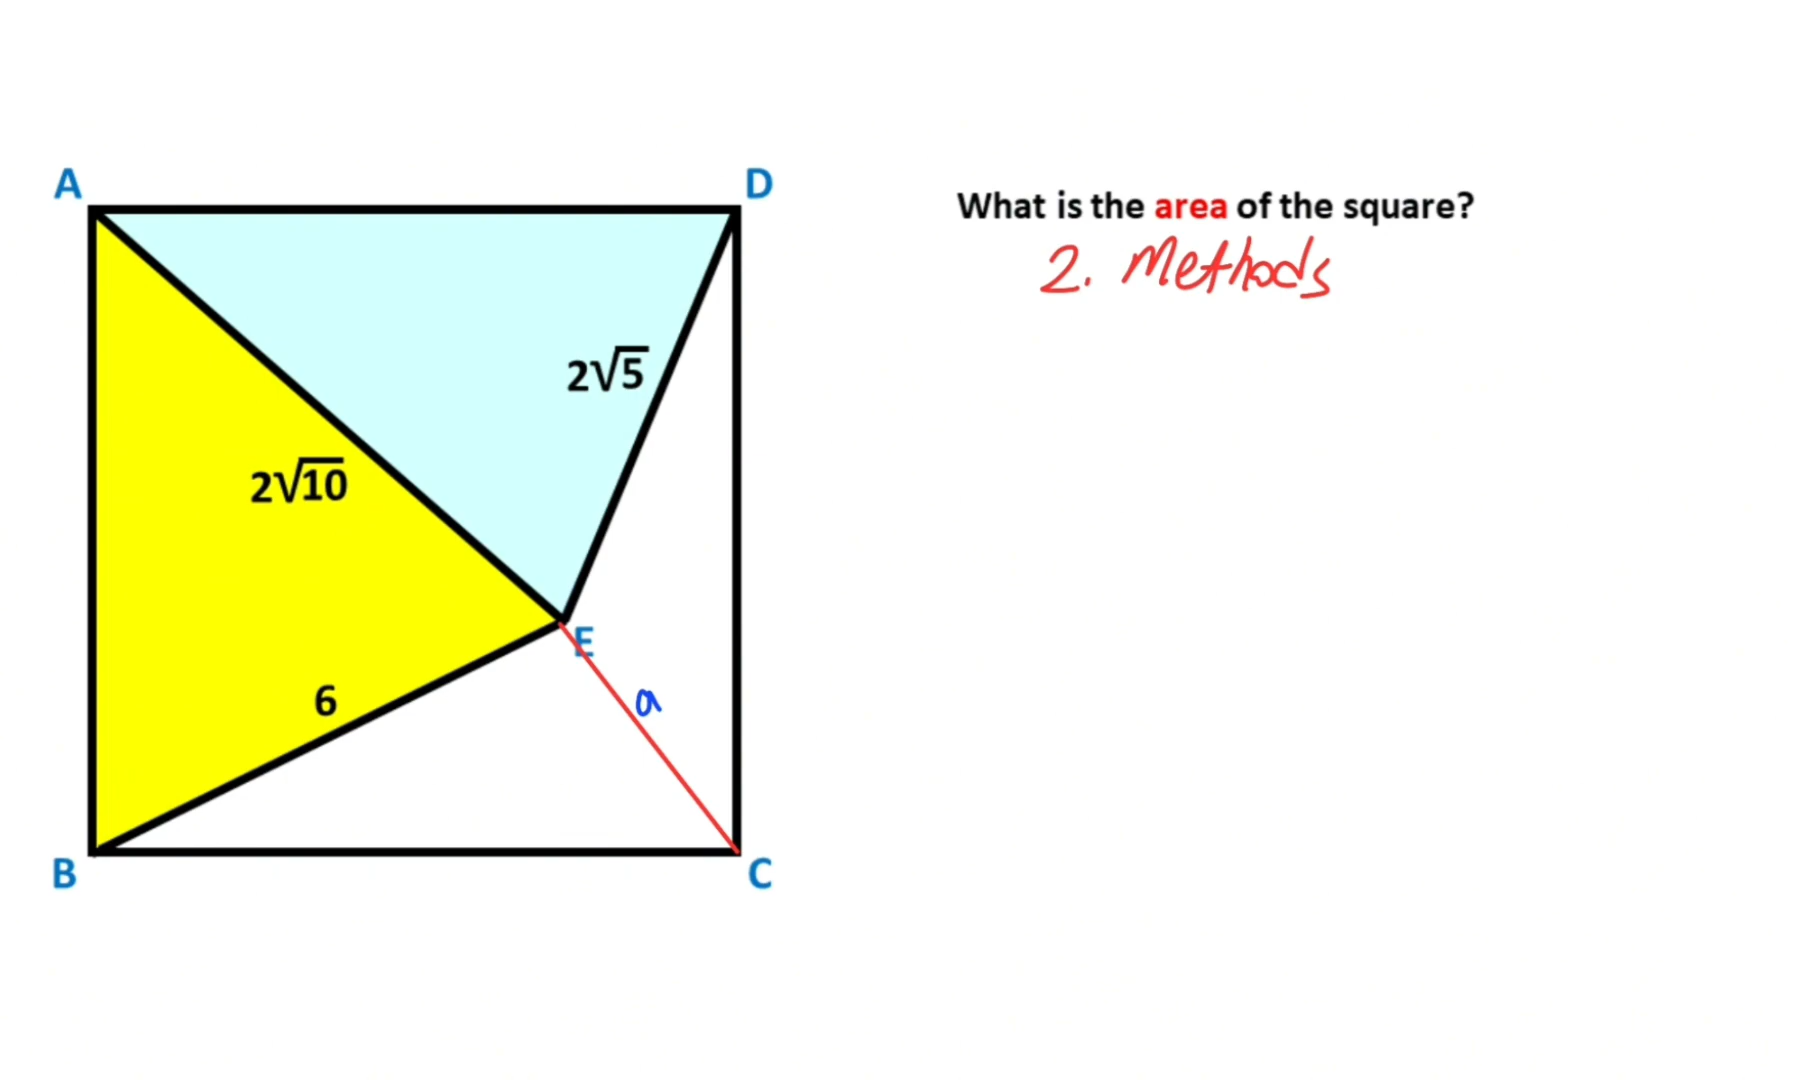 A
D
What is the area of the square?
2. Methods
2√5
2√10
E
6
a
B
C